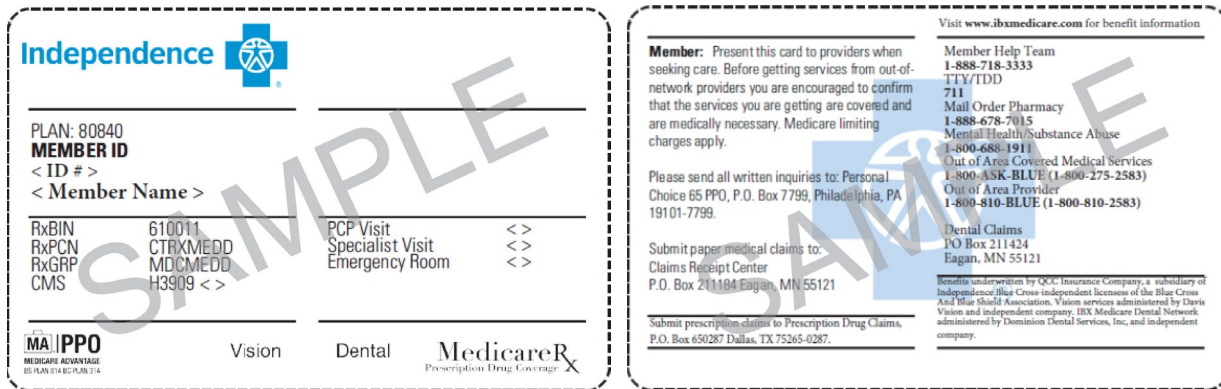 Independence
®
PLAN: 80840
MEMBER ID
< ID # >
< Member Name >
RxBIN 610011
RxPCN CTRXMEDD
RxGRP MDCMEDD
CMS H3909 < >
PCP Visit < >
Specialist Visit < >
Emergency Room < >
MA PPO
MEDICARE ADVANTAGE
BS PLAN 814 BC PLAN 314
Vision
Dental
MedicareRx
Prescription Drug Coverage
SAMPLE
Member: Present this card to providers when
seeking care. Before getting services from out-of-
network providers you are encouraged to confirm
that the services you are getting are covered and
are medically necessary. Medicare limiting
charges apply.
Please send all written inquiries to: Personal
Choice 65 PPO, P.O. Box 7799, Philadelphia, PA
19101-7799.
Submit paper medical claims to:
Claims Receipt Center
P.O. Box 211184 Eagan, MN 55121
Submit prescription claims to Prescription Drug Claims,
P.O. Box 650287 Dallas, TX 75265-0287.
Visit www.ibxmedicare.com for benefit information
Member Help Team
1-888-718-3333
TTY/TDD
711
Mail Order Pharmacy
1-888-678-7015
Mental Health/Substance Abuse
1-800-688-1911
Out of Area Covered Medical Services
1-800-ASK-BLUE (1-800-275-2583)
Out of Area Provider
1-800-810-BLUE (1-800-810-2583)
Dental Claims
PO Box 211424
Eagan, MN 55121
Benefits underwritten by QCC Insurance Company, a subsidiary of
Independence Blue Cross-independent licensess of the Blue Cross
And Blue Shield Association. Vision services administered by Davis
Vision and independent company. IBX Medicare Dental Network
administered by Dominion Dental Services, Inc, and independent
company.
SAMPLE